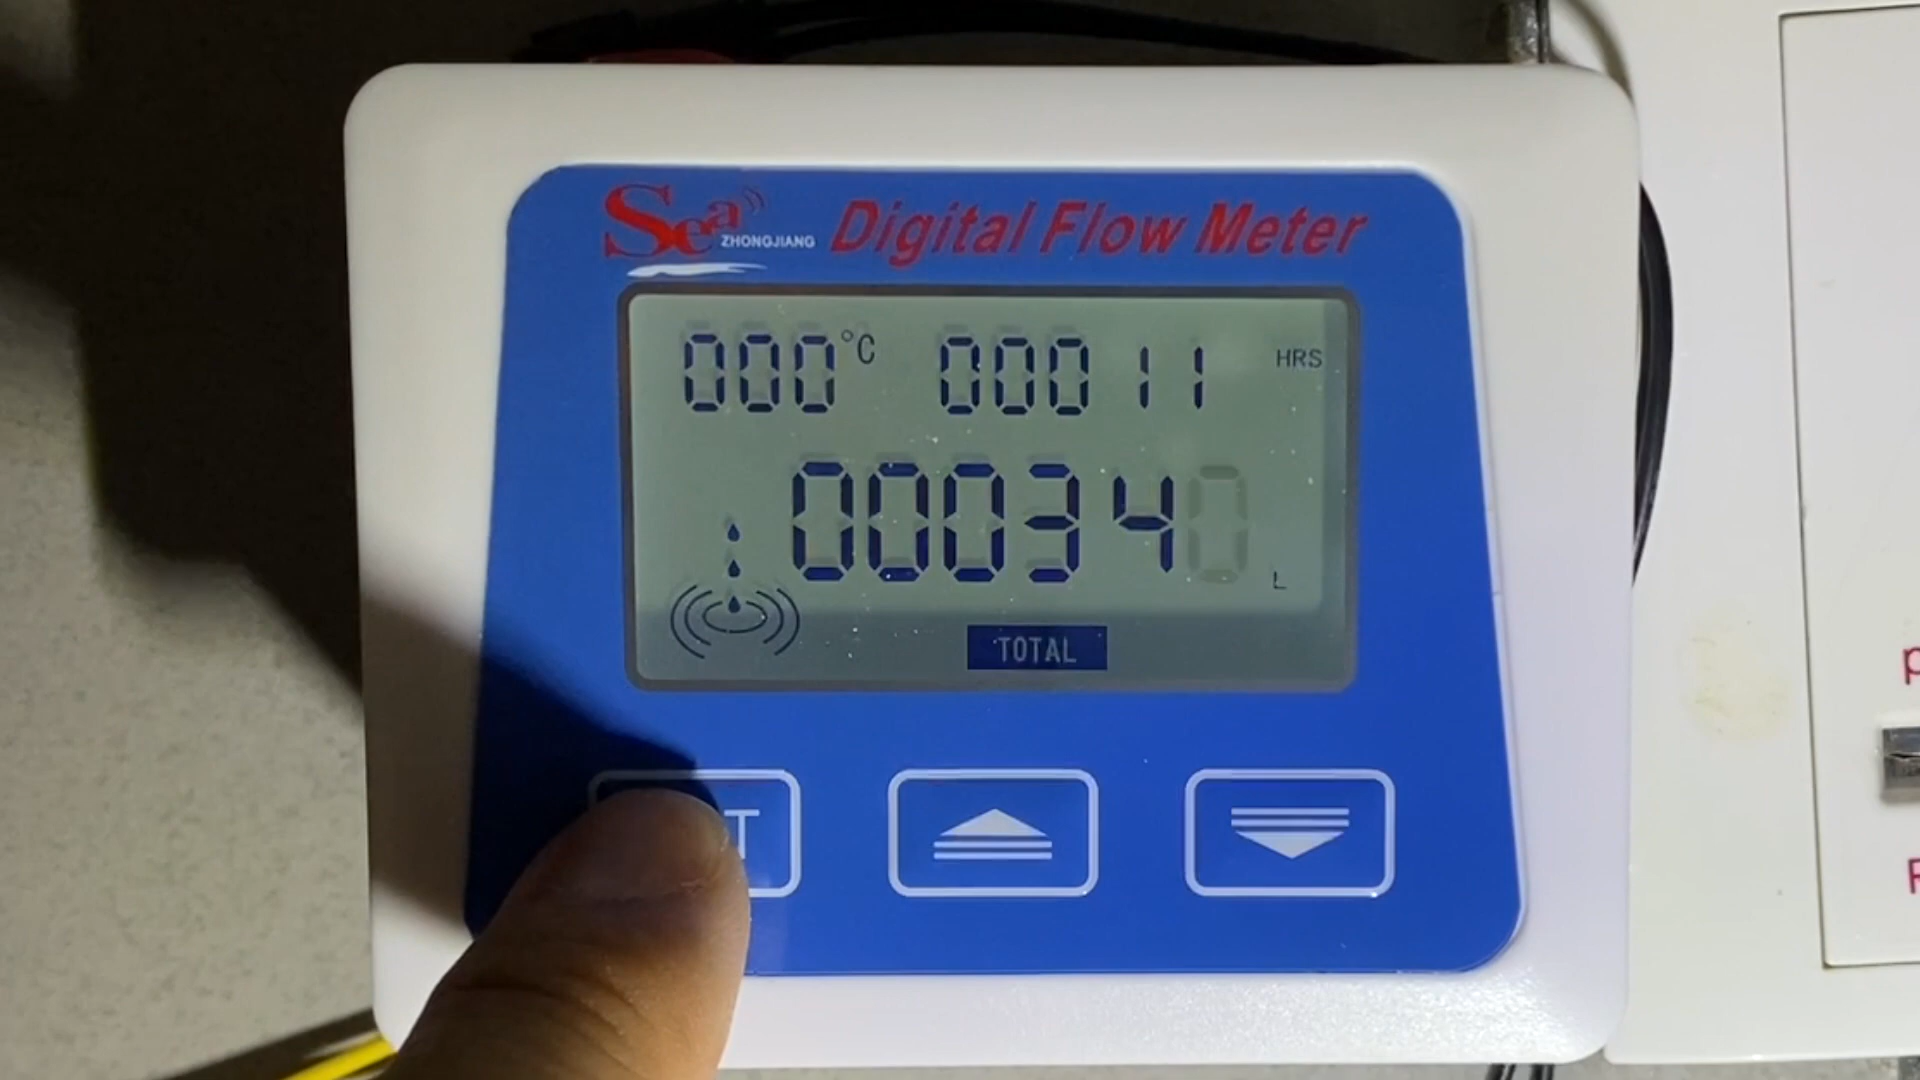 Sea ZHONGJIANG Digital Flow Meter
000°C 00011 HRS
00034 L
TOTAL
T